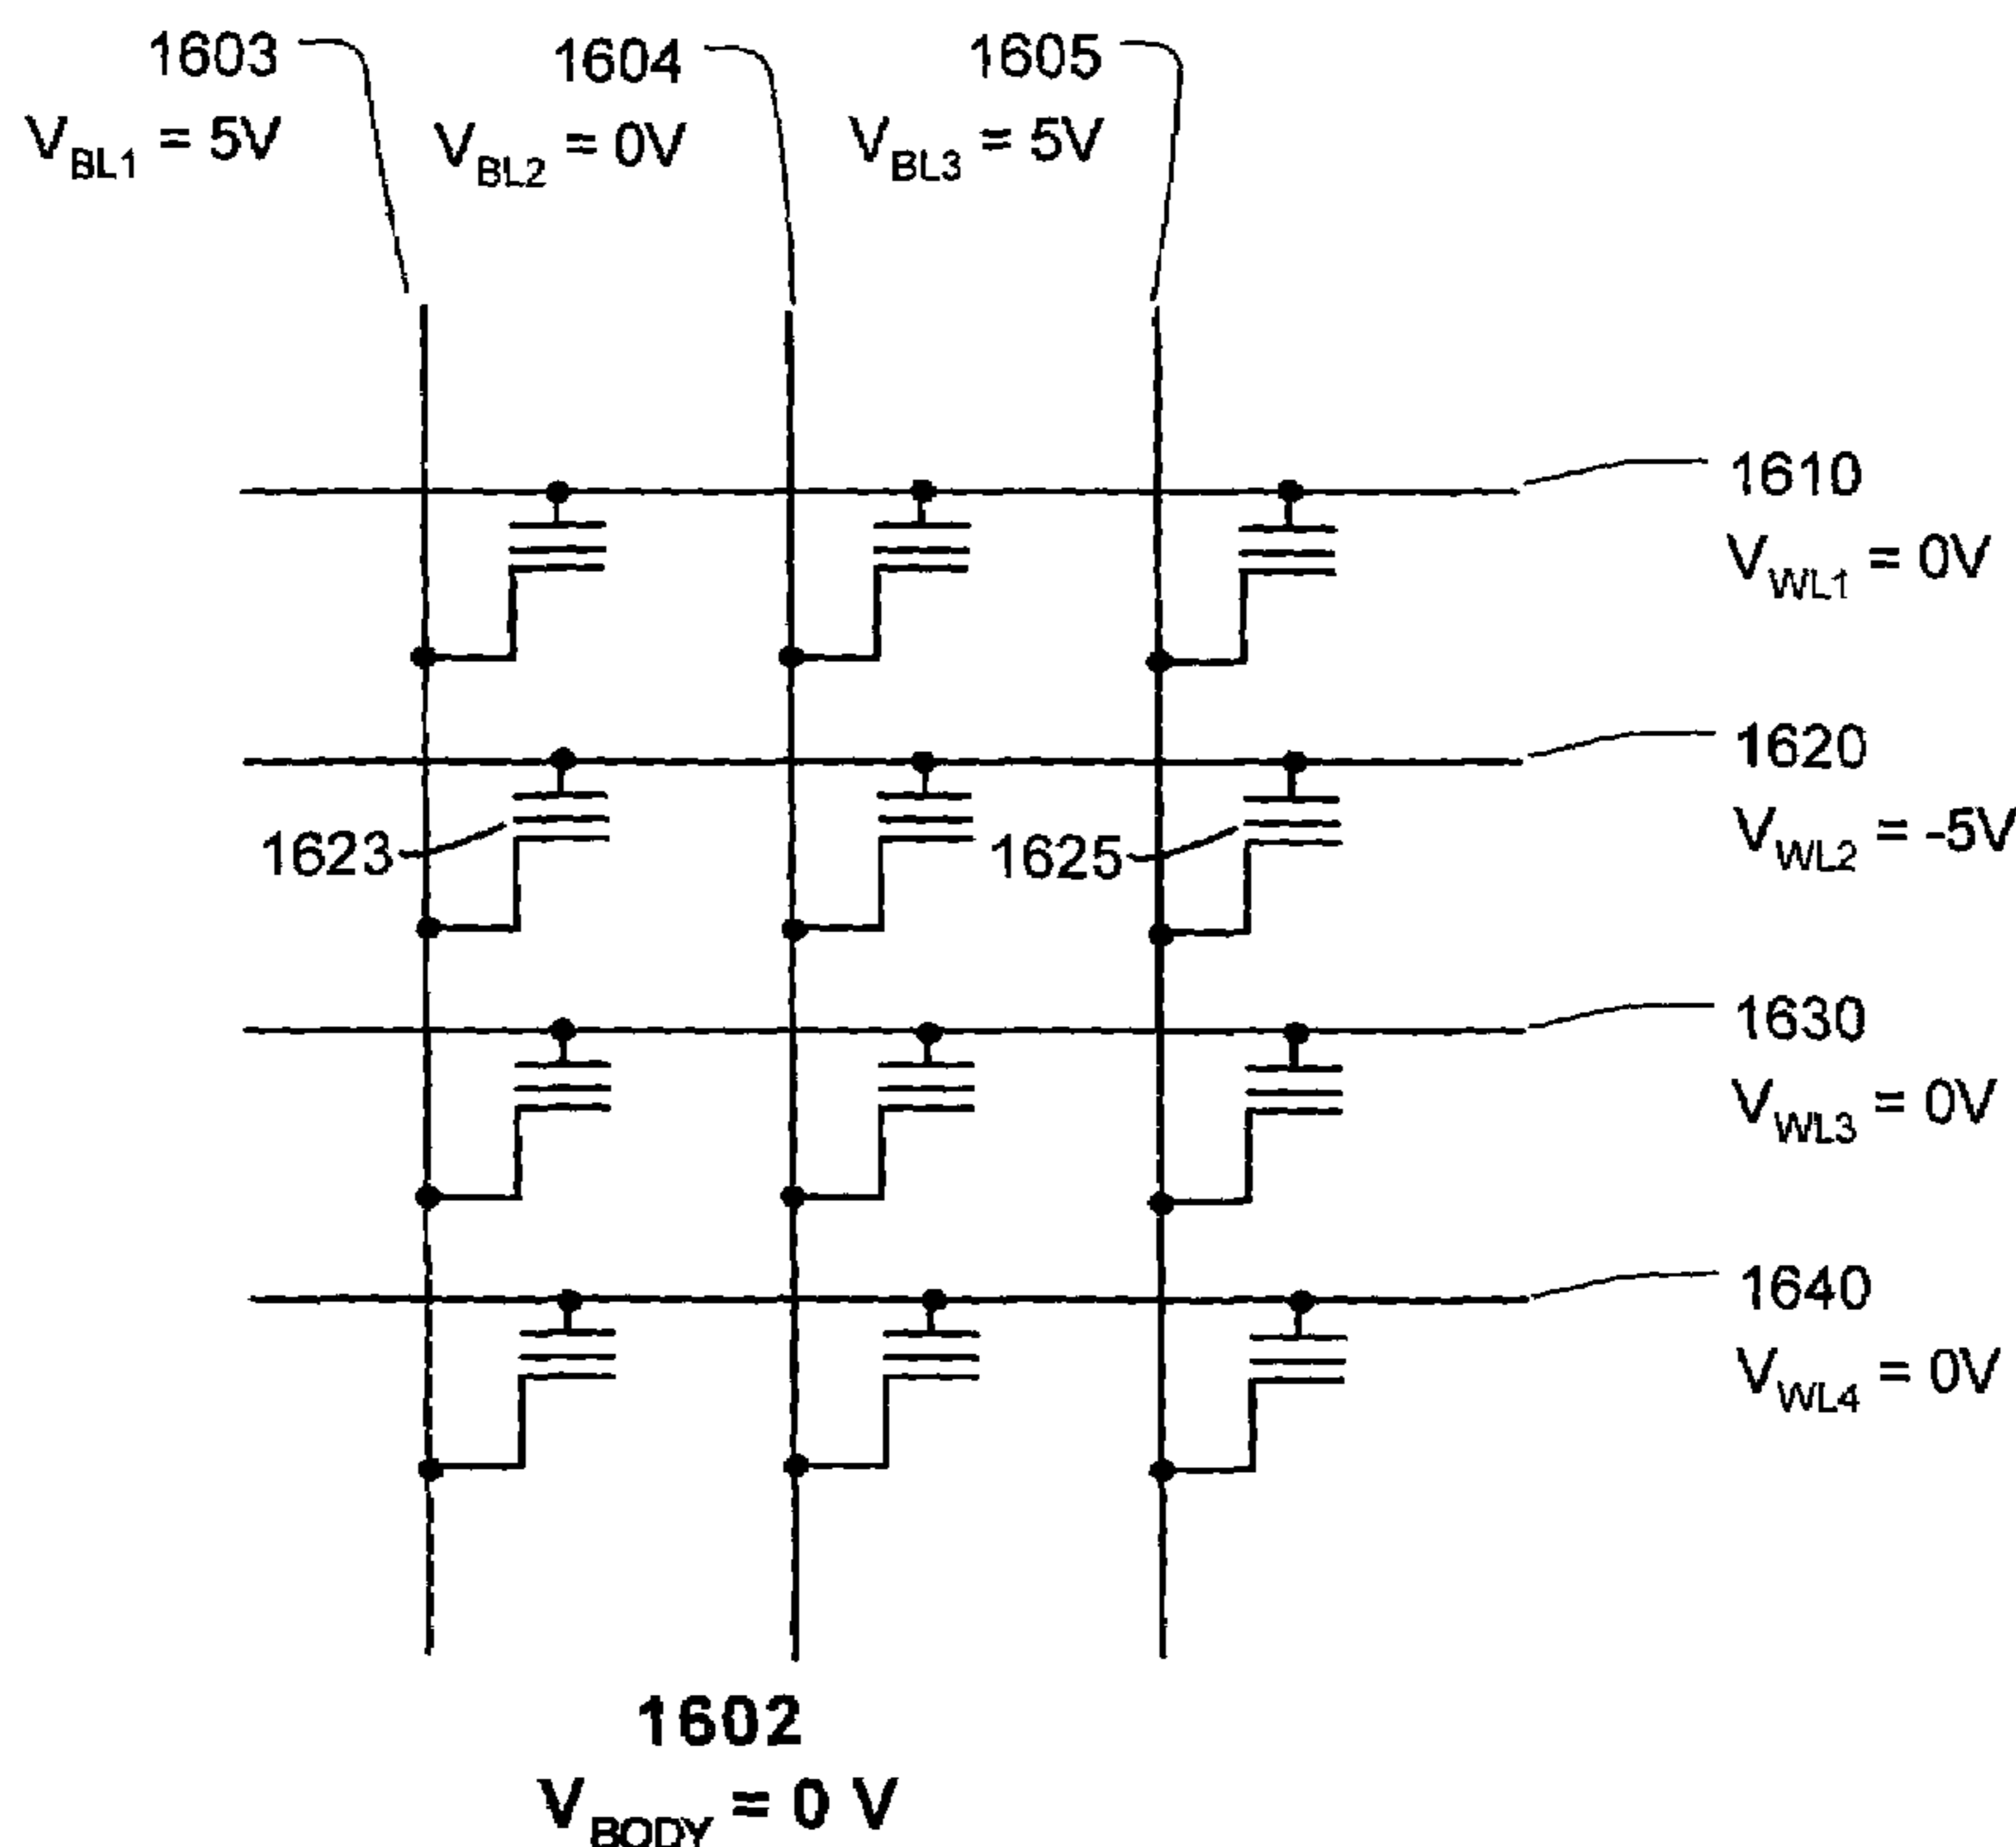 1603
V_BL1 = 5V
1604
V_BL2 = 0V
1605
V_BL3 = 5V
1610
V_WL1 = 0V
1620
V_WL2 = -5V
1623
1625
1630
V_WL3 = 0V
1640
V_WL4 = 0V
1602
V_BODY = 0 V